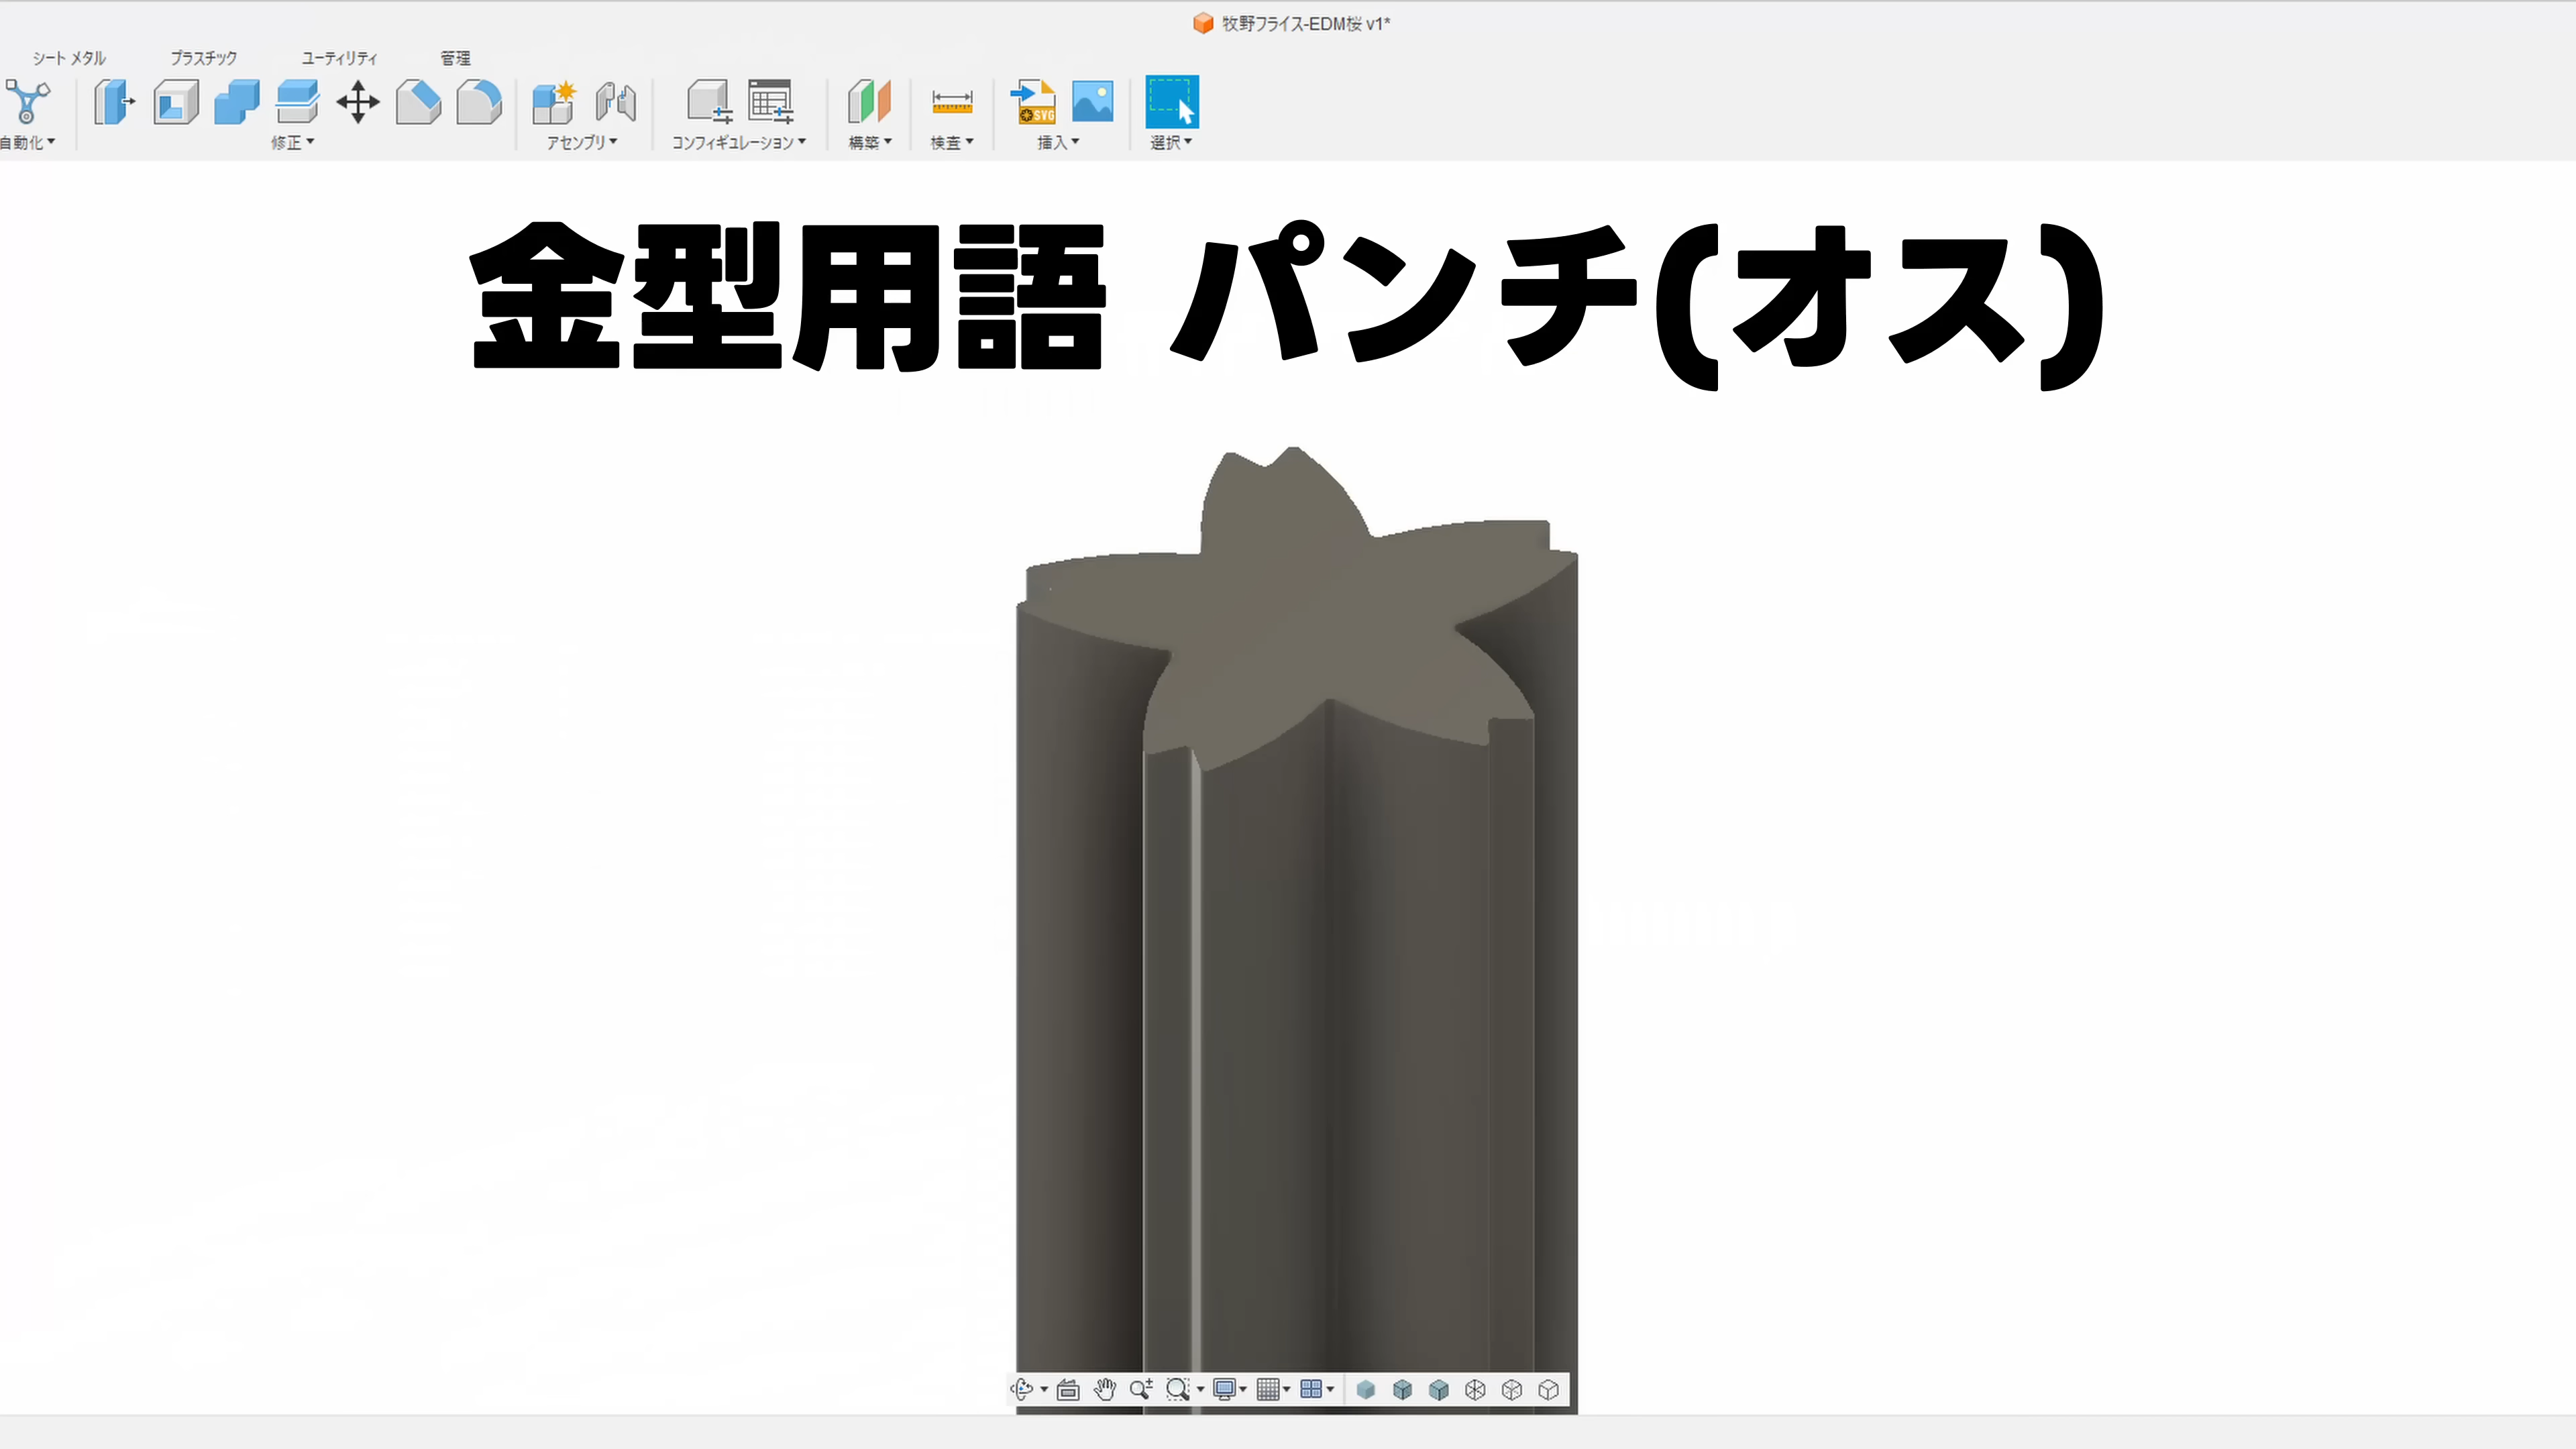 牧野フライス-EDM桜 v1*
シート メタル プラスチック ユーティリティ 管理
SVG
自動化▼ 修正▼ アセンブリ▼ コンフィギュレーション▼ 構築▼ 検査▼ 挿入▼ 選択▼
金型用語 パンチ(オス)